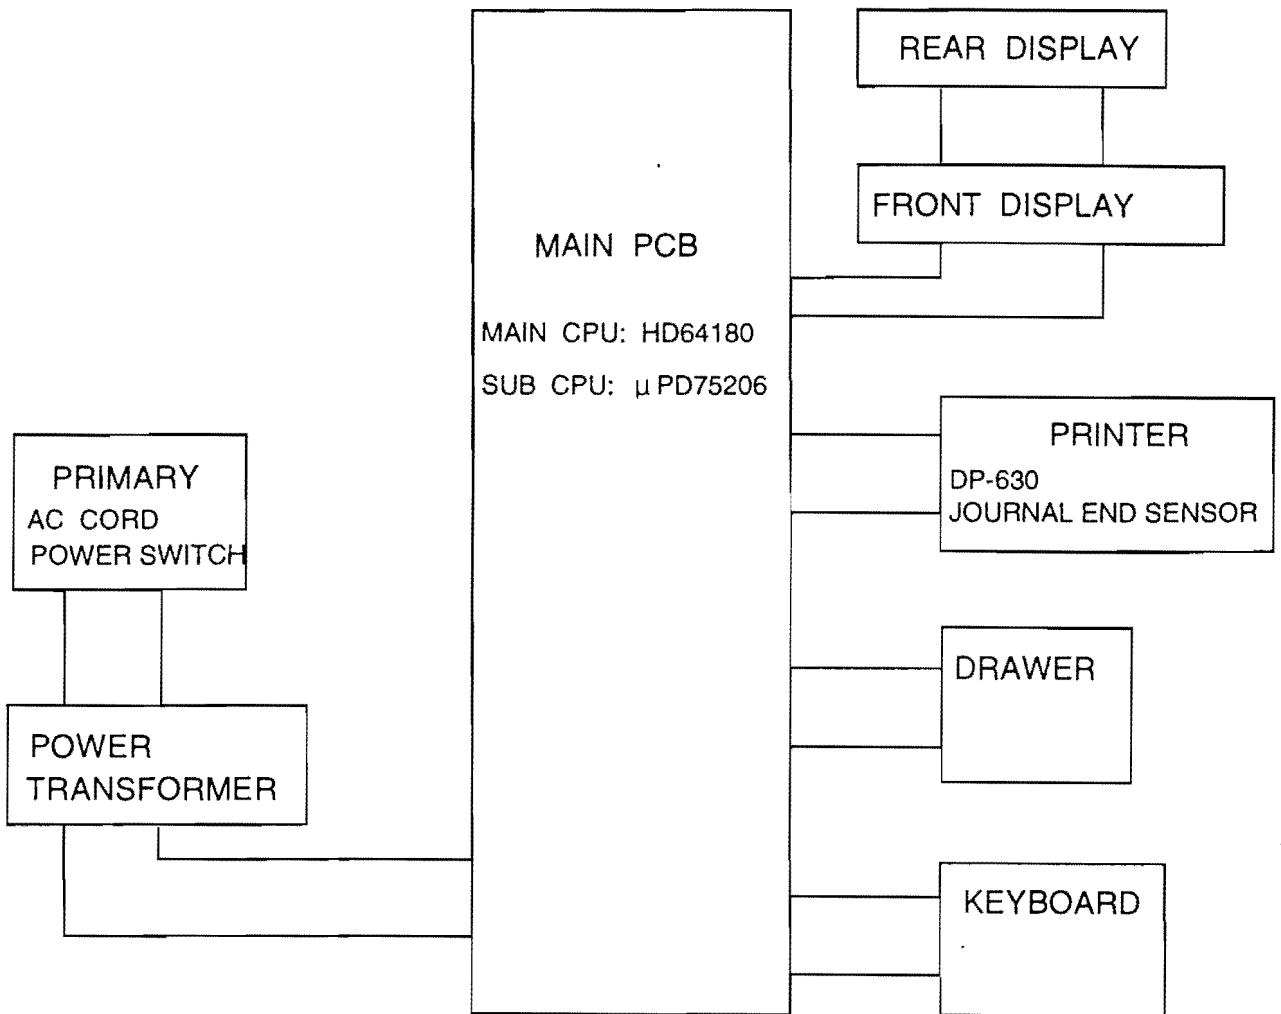 REAR DISPLAY
FRONT DISPLAY
MAIN PCB
MAIN CPU: HD64180
SUB CPU: μPD75206
PRINTER
DP-630
JOURNAL END SENSOR
PRIMARY
AC CORD
POWER SWITCH
DRAWER
POWER
TRANSFORMER
KEYBOARD